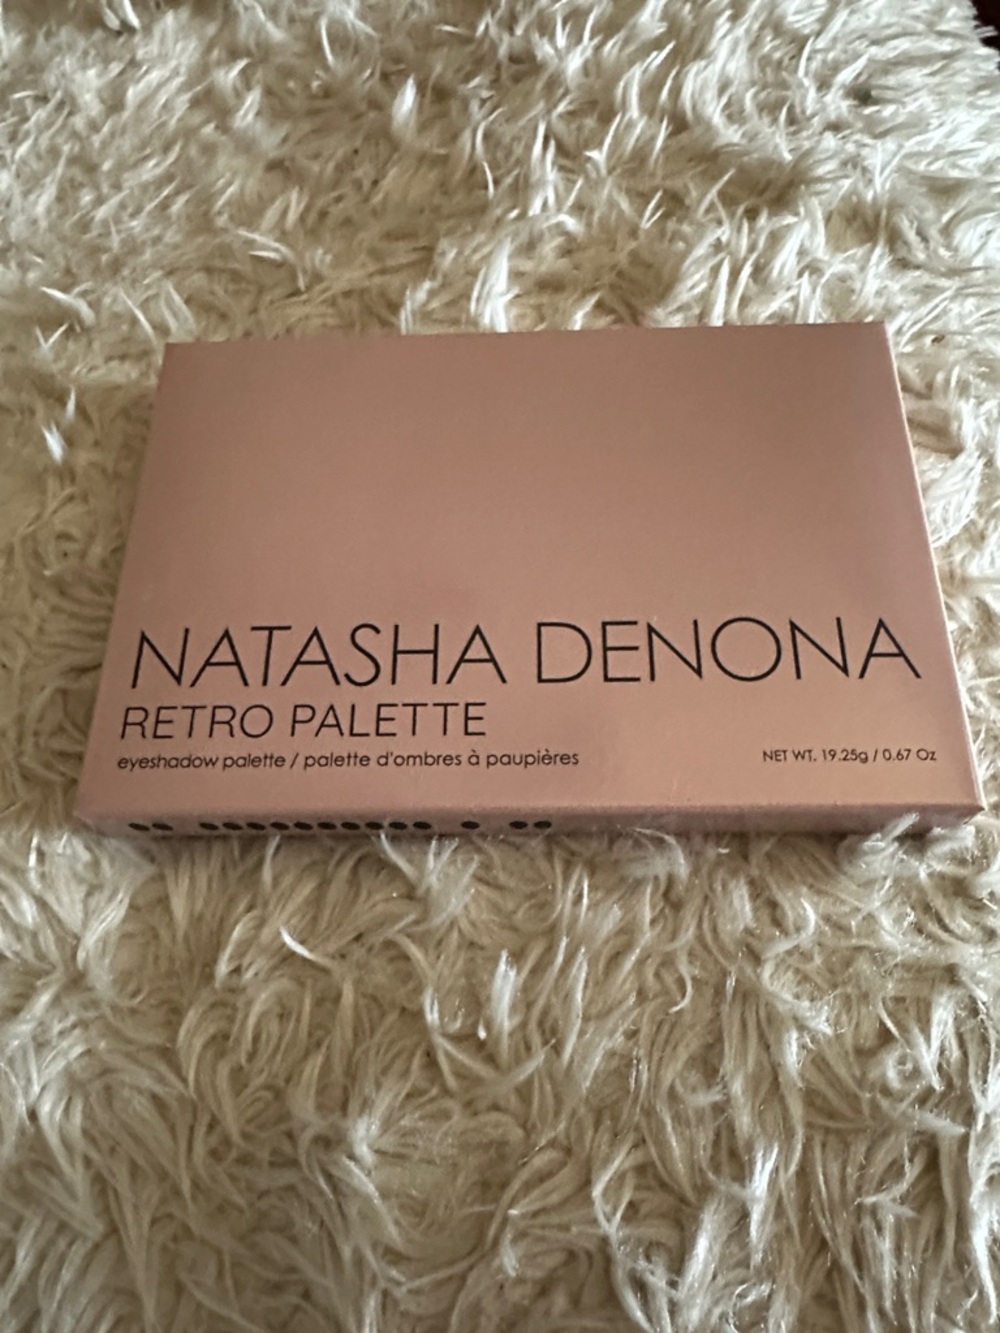 NATASHA DENONA
RETRO PALETTE
eyeshadow palette / palette d'ombres à paupières
NET WT. 19.25g / 0.67 Oz